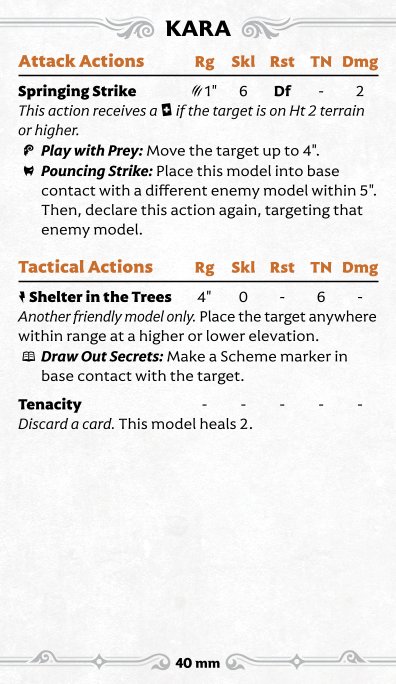 KARA
Attack Actions Rg Skl Rst TN Dmg
Springing Strike 1" 6 Df - 2
This action receives a if the target is on Ht 2 terrain
or higher.
Play with Prey: Move the target up to 4".
Pouncing Strike: Place this model into base
contact with a different enemy model within 5".
Then, declare this action again, targeting that
enemy model.
Tactical Actions Rg Skl Rst TN Dmg
Shelter in the Trees 4" 0 - 6 -
Another friendly model only. Place the target anywhere
within range at a higher or lower elevation.
Draw Out Secrets: Make a Scheme marker in
base contact with the target.
Tenacity - - - - -
Discard a card. This model heals 2.
40 mm